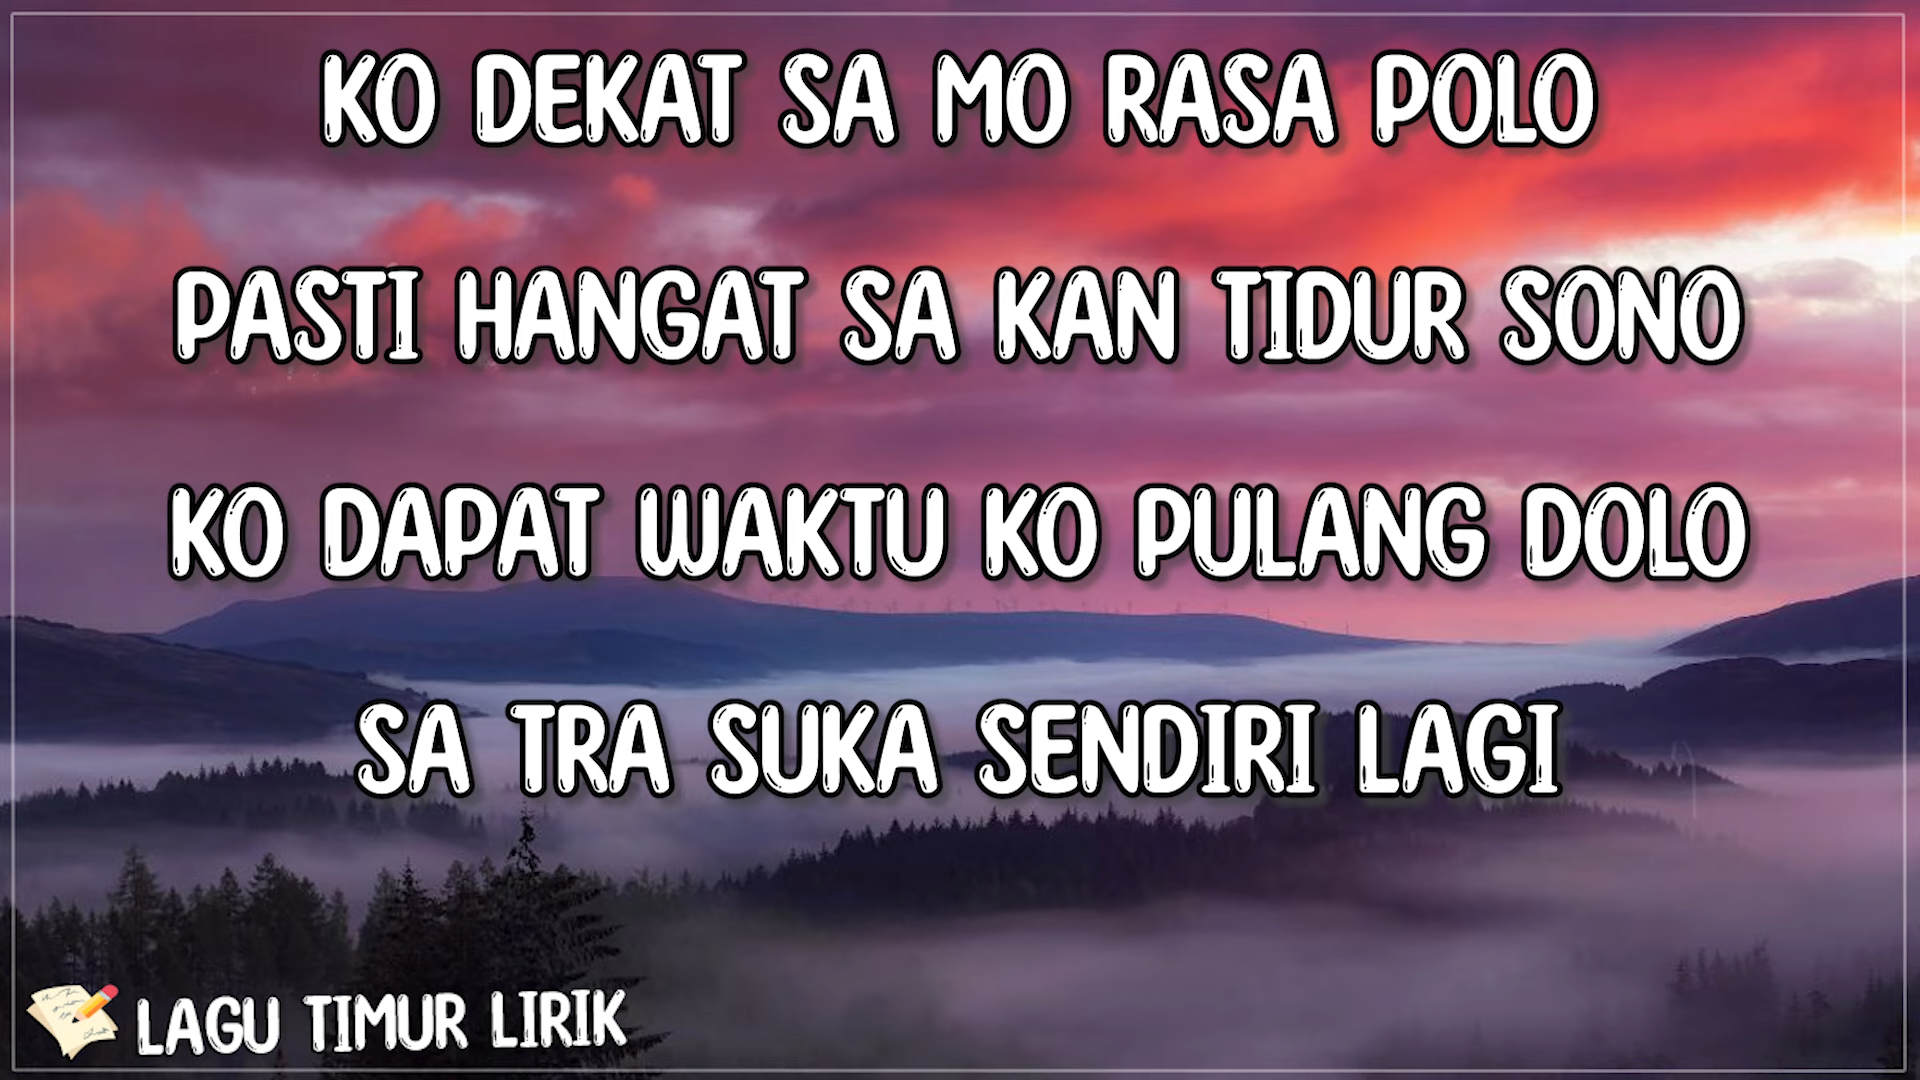 KO DEKAT SA MO RASA POLO
PASTI HANGAT SA KAN TIDUR SONO
KO DAPAT WAKTU KO PULANG DOLO
SA TRA SUKA SENDIRI LAGI
LAGU TIMUR LIRIK